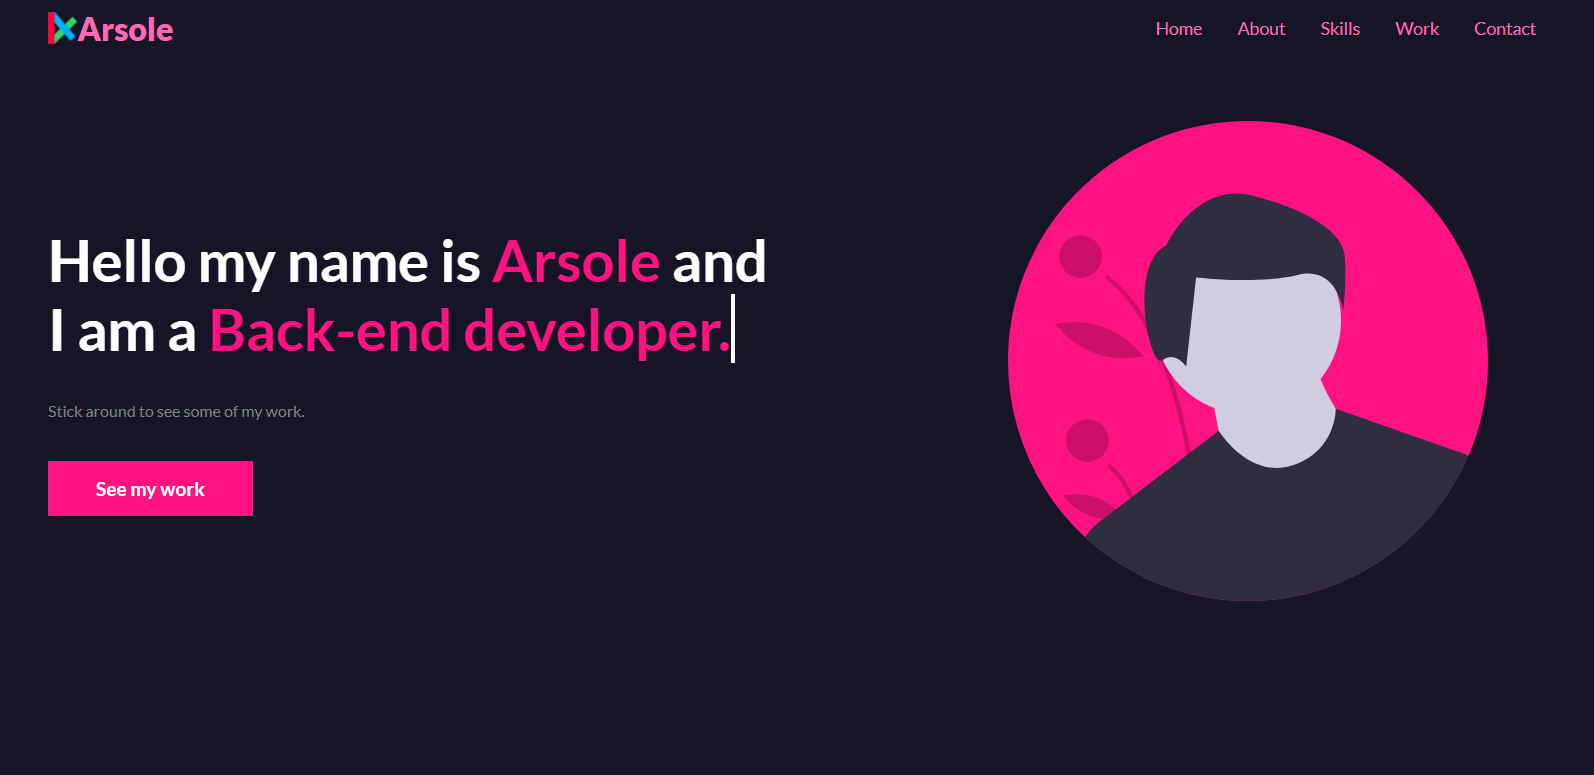 Arsole
Home About Skills Work Contact
Hello my name is Arsole and
I am a Back-end developer.
Stick around to see some of my work.
See my work